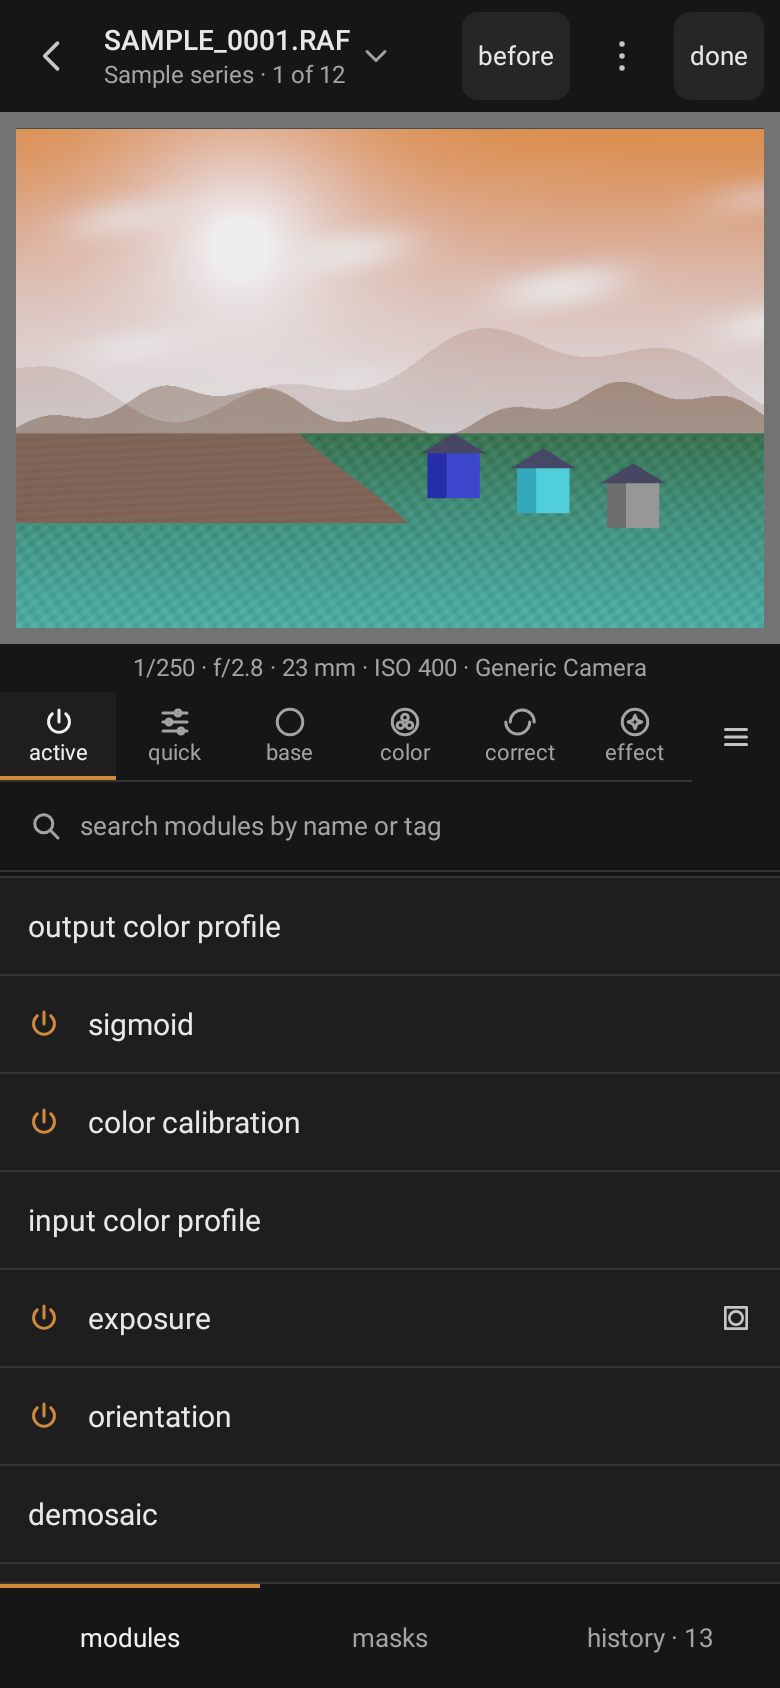 SAMPLE_0001.RAF
Sample series · 1 of 12
before
done
1/250 · f/2.8 · 23 mm · ISO 400 · Generic Camera
active
quick
base
color
correct
effect
search modules by name or tag
output color profile
sigmoid
color calibration
input color profile
exposure
orientation
demosaic
modules
masks
history · 13